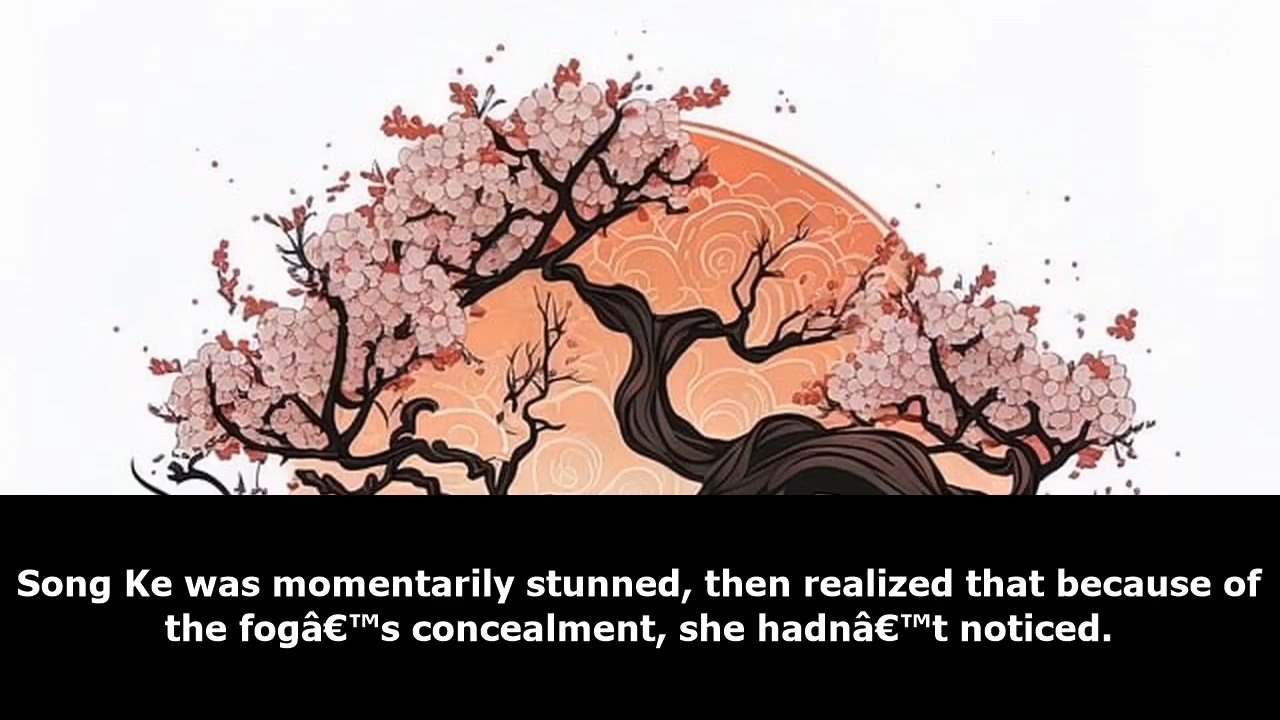 Song Ke was momentarily stunned, then realized that because of
the fogâ€™s concealment, she hadnâ€™t noticed.